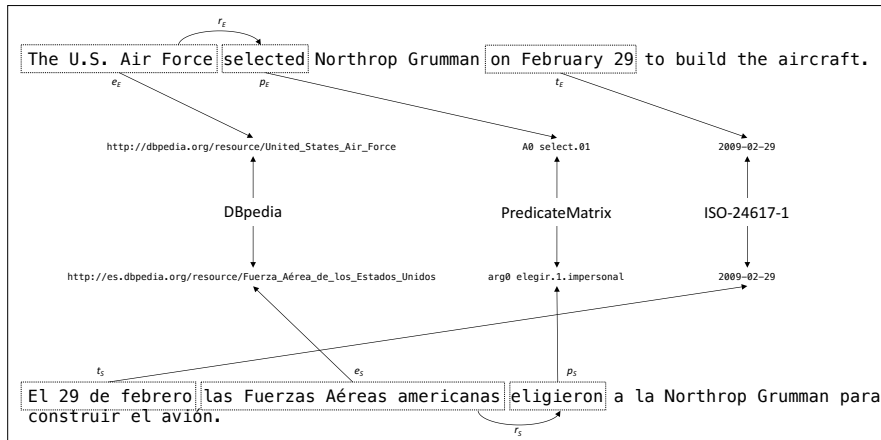 r_E
The U.S. Air Force selected Northrop Grumman on February 29 to build the aircraft.
e_E p_E t_E
http://dbpedia.org/resource/United_States_Air_Force A0 select.01 2009-02-29
DBpedia PredicateMatrix ISO-24617-1
http://es.dbpedia.org/resource/Fuerza_Aérea_de_los_Estados_Unidos arg0 elegir.1.impersonal 2009-02-29
t_S e_S p_S
El 29 de febrero las Fuerzas Aéreas americanas eligieron a la Northrop Grumman para
construir el avión.
r_S